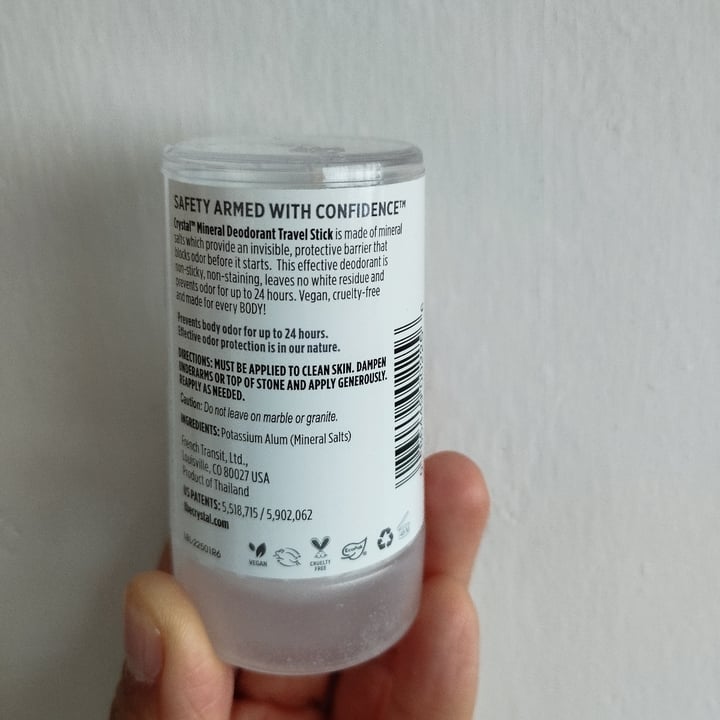 SAFETY ARMED WITH CONFIDENCE™
Crystal™ Mineral Deodorant Travel Stick is made of mineral
salts which provide an invisible, protective barrier that
blocks odor before it starts. This effective deodorant is
non-sticky, non-staining, leaves no white residue and
prevents odor for up to 24 hours. Vegan, cruelty-free
and made for every BODY!
Prevents body odor for up to 24 hours.
Effective odor protection is in our nature.
DIRECTIONS: MUST BE APPLIED TO CLEAN SKIN. DAMPEN
UNDERARMS OR TOP OF STONE AND APPLY GENEROUSLY.
REAPPLY AS NEEDED.
Caution: Do not leave on marble or granite.
INGREDIENTS: Potassium Alum (Mineral Salts)
French Transit, Ltd.,
Louisville, CO 80027 USA
Product of Thailand
US PATENTS: 5,518,715 / 5,902,062
thecrystal.com
LBL-22501R6
VEGAN
CRUELTY
FREE
EcoPak